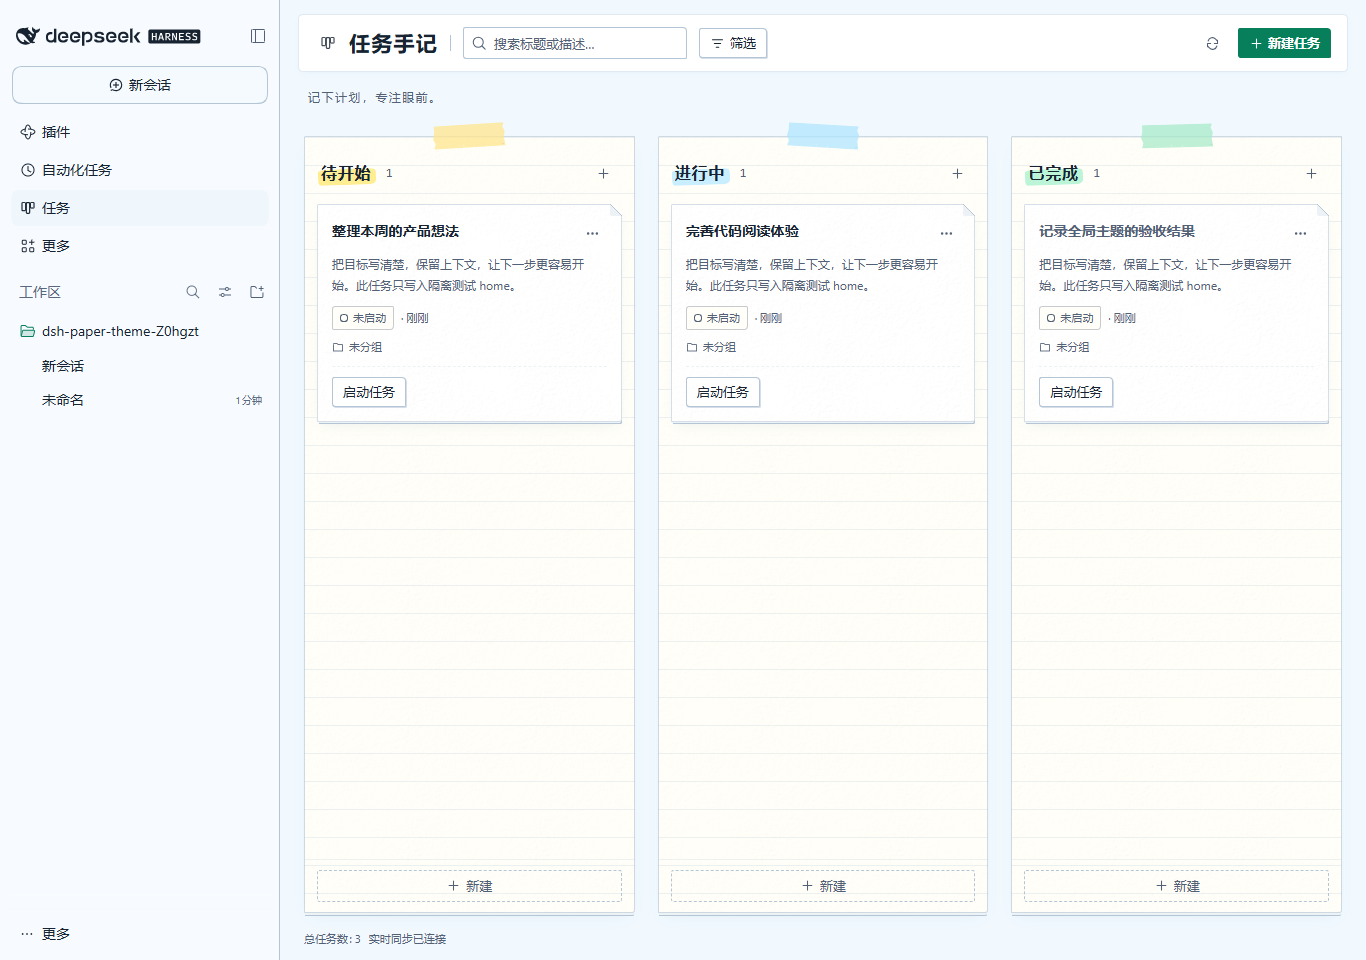 deepseek HARNESS
新会话
插件
自动化任务
任务
更多
工作区
dsh-paper-theme-Z0hgzt
新会话
未命名 1分钟
更多
任务手记
搜索标题或描述...
筛选
新建任务
记下计划，专注眼前。
待开始 1
整理本周的产品想法
把目标写清楚，保留上下文，让下一步更容易开
始。此任务只写入隔离测试 home。
未启动 · 刚刚
未分组
启动任务
新建
进行中 1
完善代码阅读体验
把目标写清楚，保留上下文，让下一步更容易开
始。此任务只写入隔离测试 home。
未启动 · 刚刚
未分组
启动任务
新建
已完成 1
记录全局主题的验收结果
把目标写清楚，保留上下文，让下一步更容易开
始。此任务只写入隔离测试 home。
未启动 · 刚刚
未分组
启动任务
新建
总任务数: 3 实时同步已连接